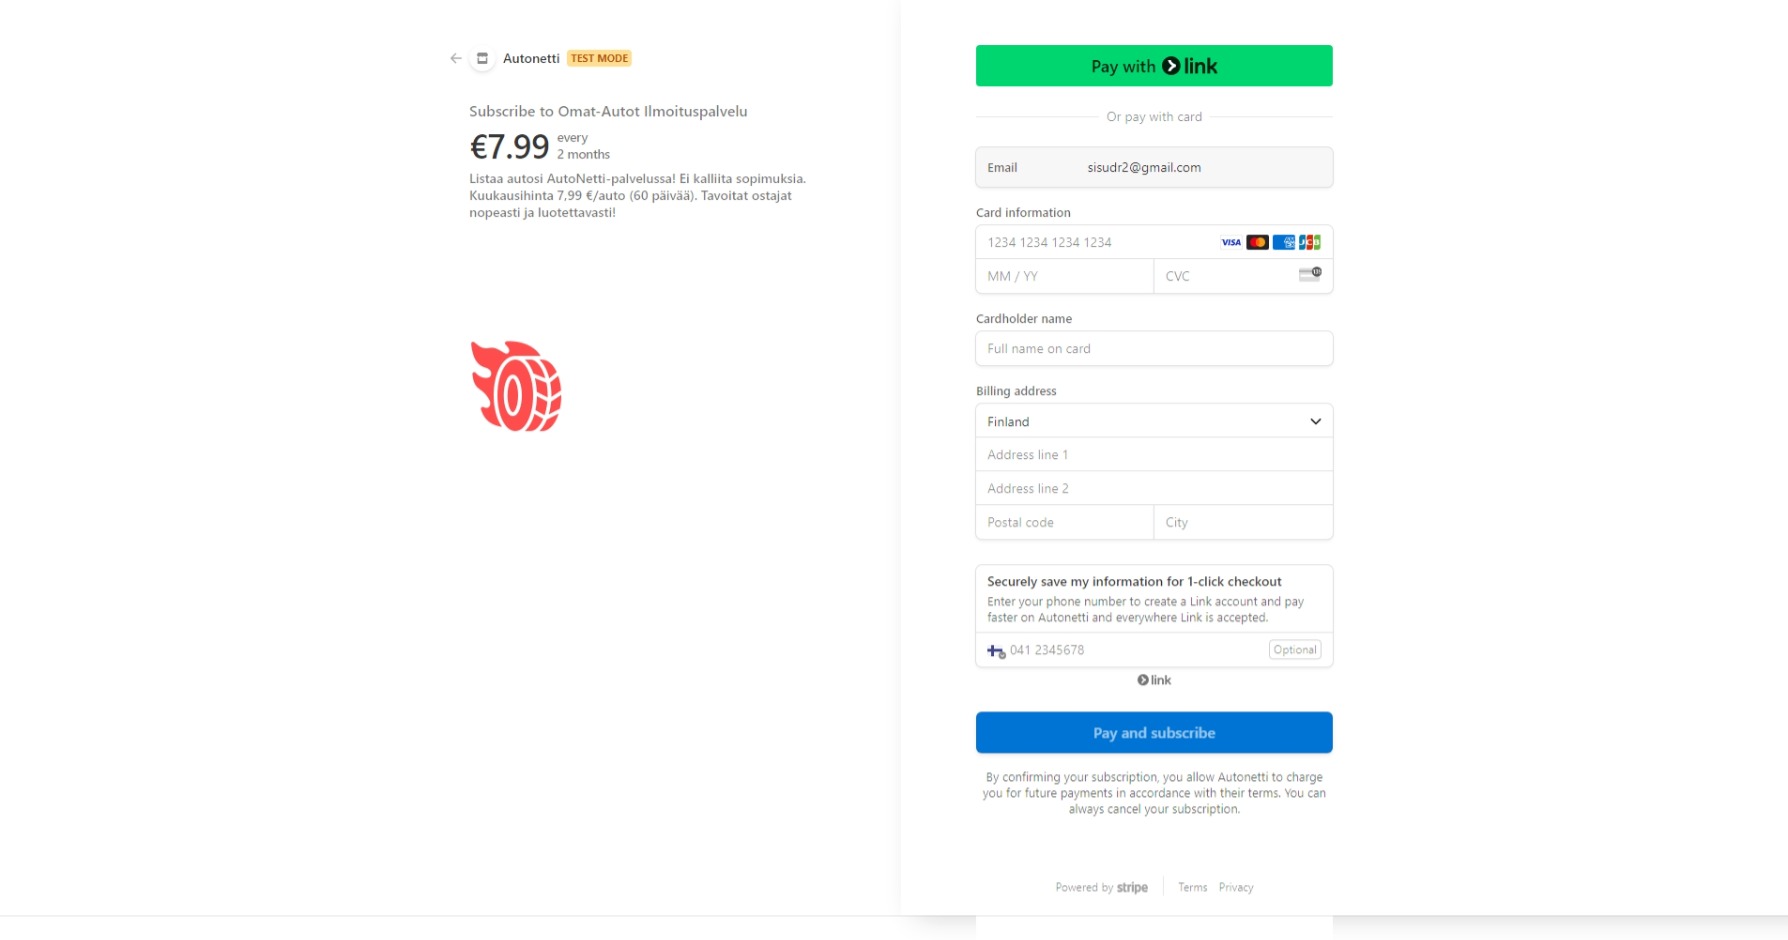 Autonetti TEST MODE
Subscribe to Omat-Autot Ilmoituspalvelu
€7.99 every
2 months
Listaa autosi AutoNetti-palvelussa! Ei kalliita sopimuksia.
Kuukausihinta 7,99 €/auto (60 päivää). Tavoitat ostajat
nopeasti ja luotettavasti!
Pay with link
Or pay with card
Email sisudr2@gmail.com
Card information
1234 1234 1234 1234 VISA JCB
MM / YY CVC
Cardholder name
Full name on card
Billing address
Finland
Address line 1
Address line 2
Postal code City
Securely save my information for 1-click checkout
Enter your phone number to create a Link account and pay
faster on Autonetti and everywhere Link is accepted.
041 2345678 Optional
link
Pay and subscribe
By confirming your subscription, you allow Autonetti to charge
you for future payments in accordance with their terms. You can
always cancel your subscription.
Powered by stripe Terms Privacy